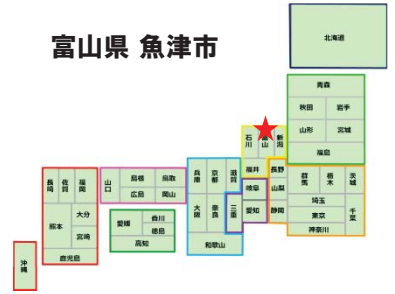 富山県 魚津市
北海道
青森
秋田 岩手
山形 宮城
福島
石川 山 新潟
福井 長野 群馬 栃木 茨城
岐阜 山梨 埼玉 千葉
愛知 静岡 東京
神奈川
兵庫 京都 滋賀
大阪 奈良 三重
和歌山
山口 島根 鳥取
広島 岡山
愛媛 香川
徳島
高知
長崎 佐賀 福岡
熊本 大分
宮崎
鹿児島
沖縄